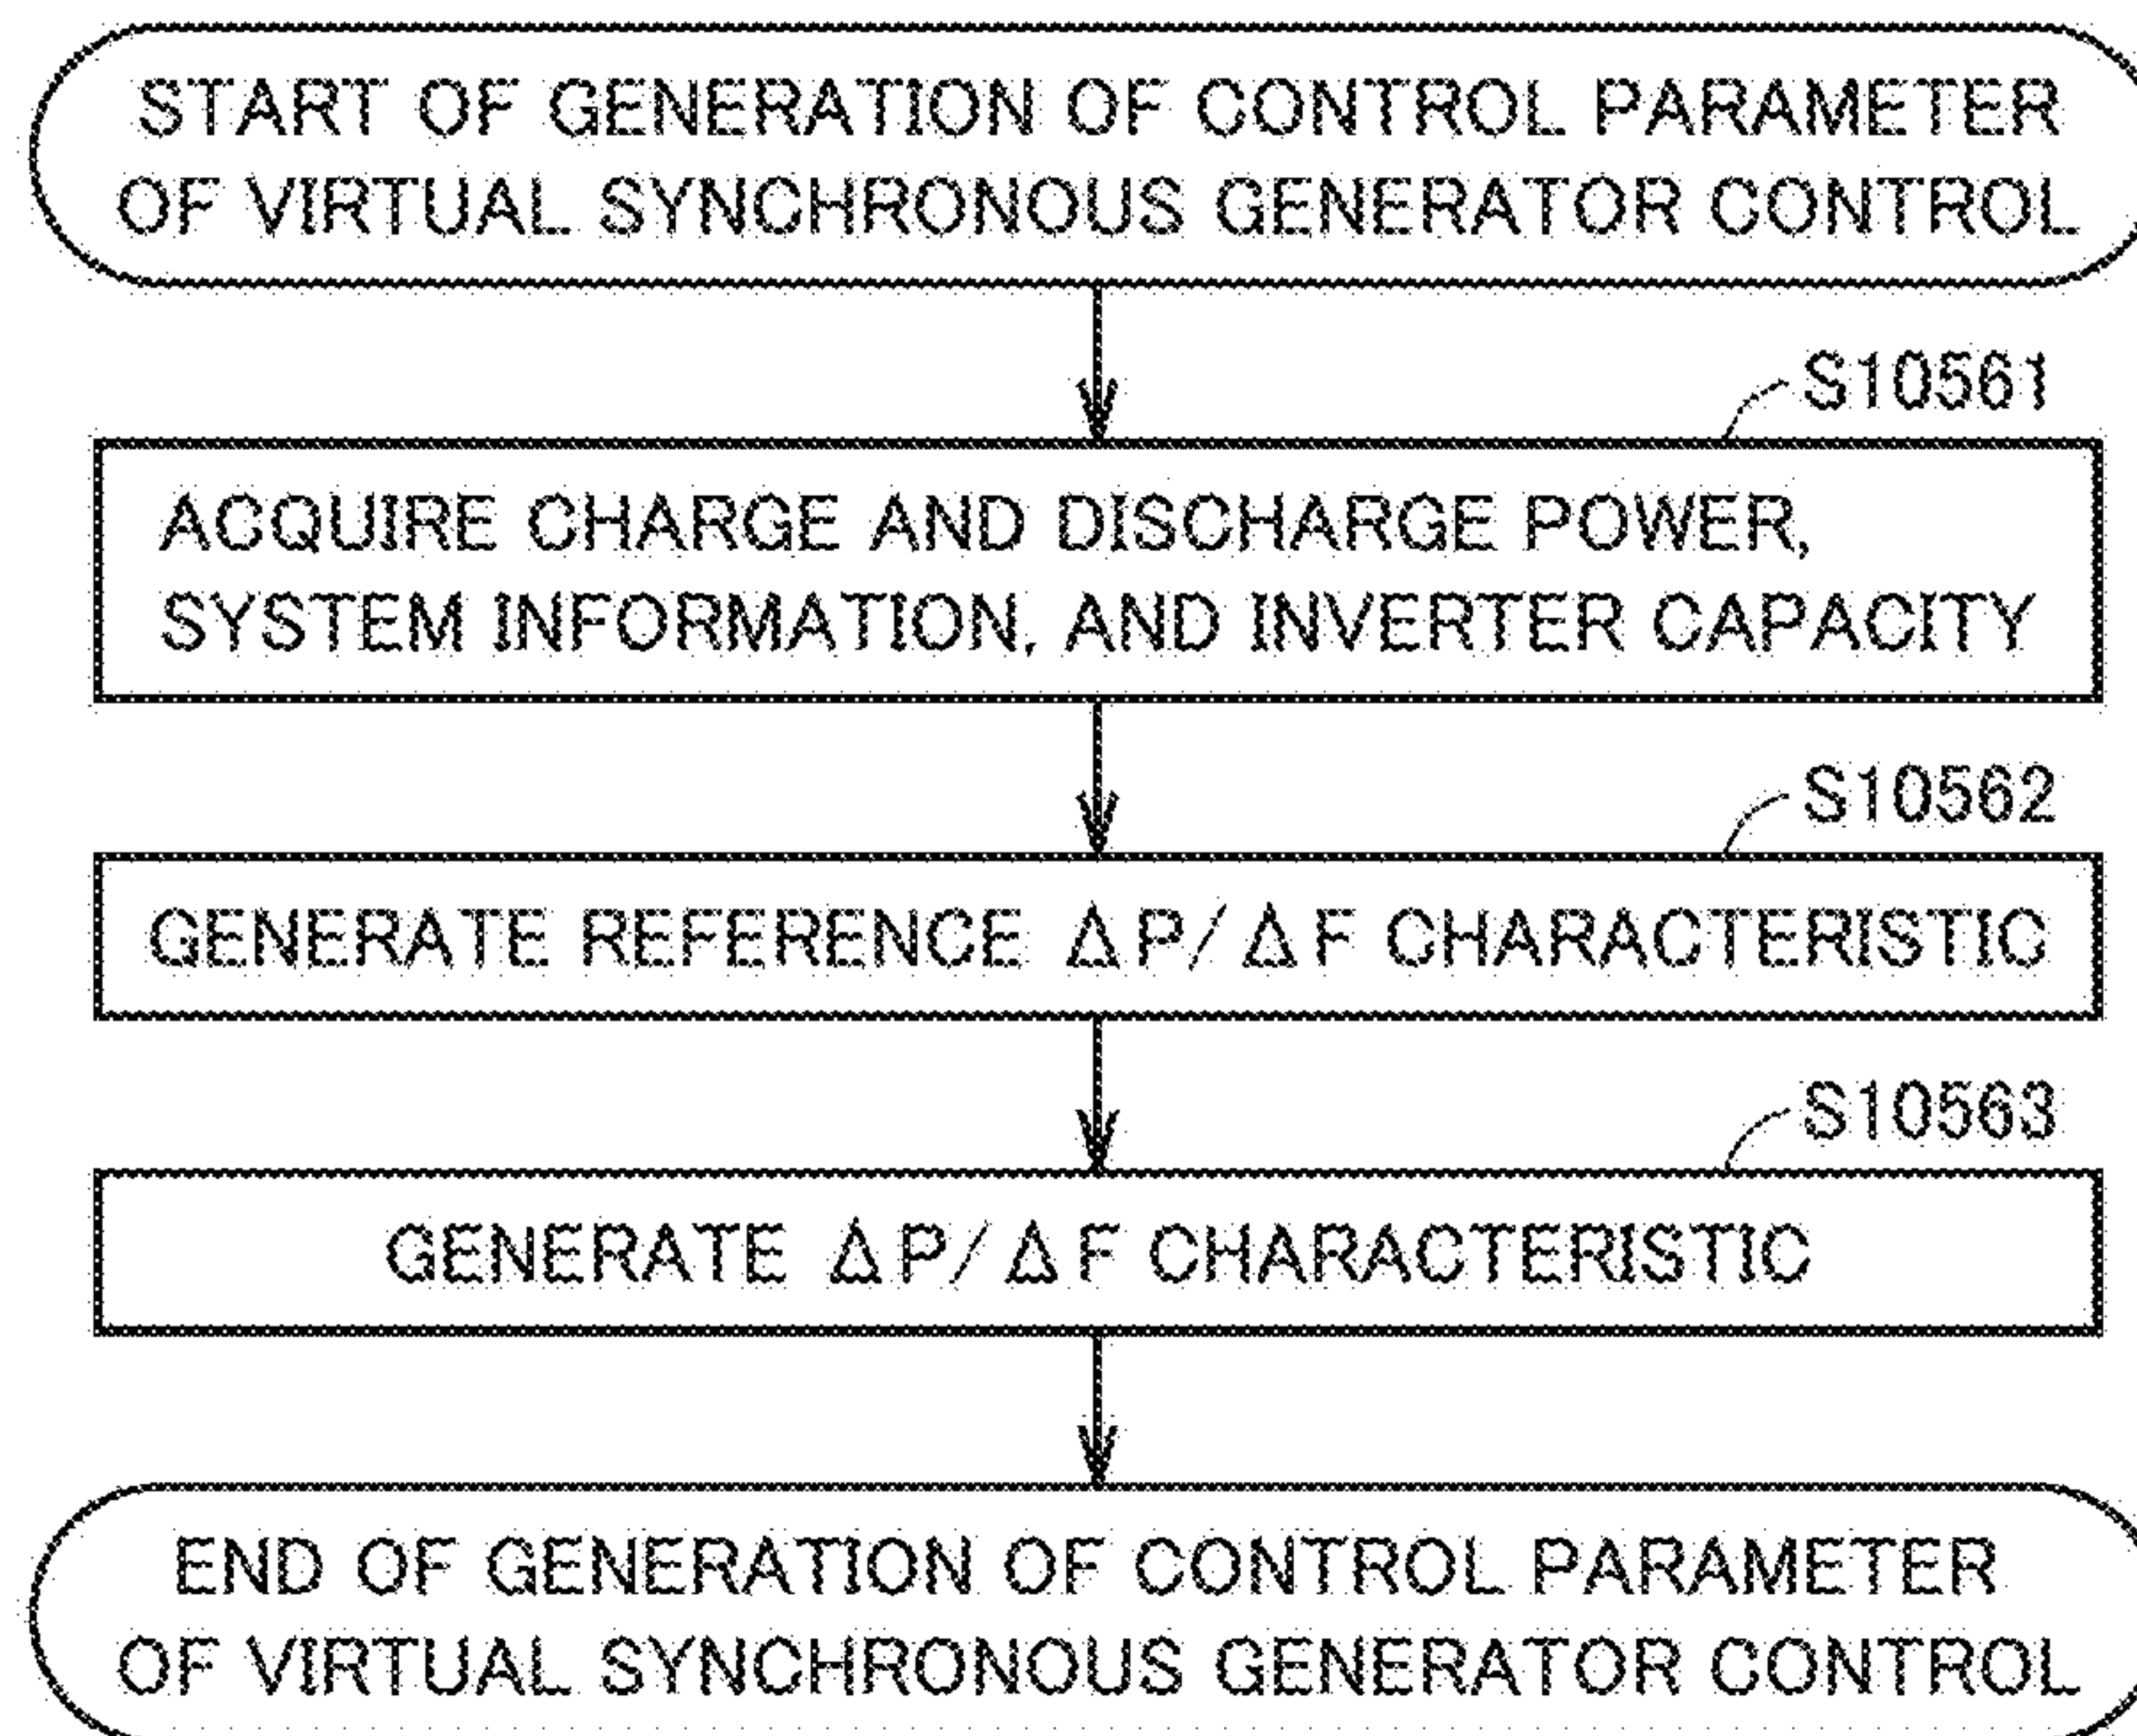 START OF GENERATION OF CONTROL PARAMETER
OF VIRTUAL SYNCHRONOUS GENERATOR CONTROL
S10561
ACQUIRE CHARGE AND DISCHARGE POWER,
SYSTEM INFORMATION, AND INVERTER CAPACITY
S10562
GENERATE REFERENCE ΔP/ΔF CHARACTERISTIC
S10563
GENERATE ΔP/ΔF CHARACTERISTIC
END OF GENERATION OF CONTROL PARAMETER
OF VIRTUAL SYNCHRONOUS GENERATOR CONTROL